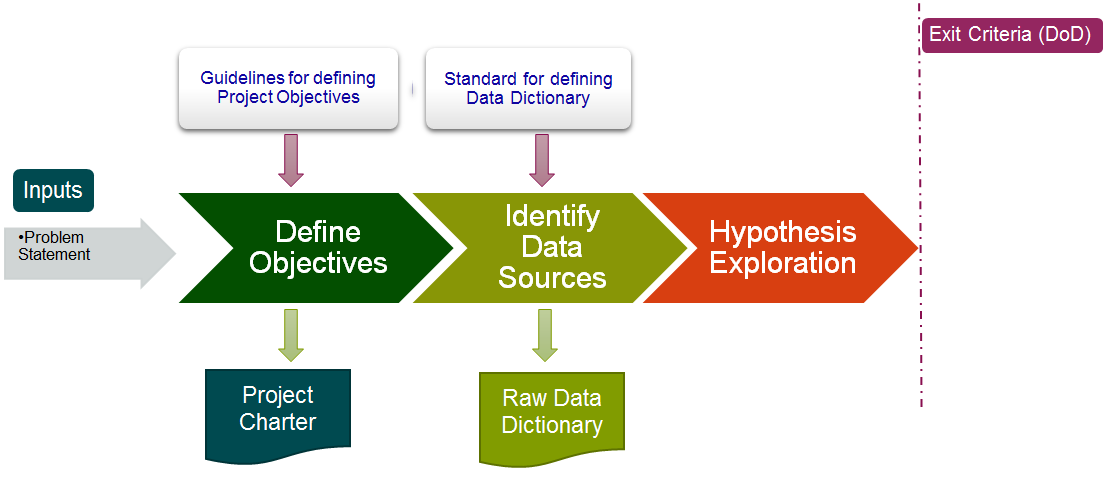 Exit Criteria (DoD)
Guidelines for defining
Project Objectives
Standard for defining
Data Dictionary
Inputs
•Problem
Statement
Define
Objectives
Identify
Data
Sources
Hypothesis
Exploration
Project
Charter
Raw Data
Dictionary